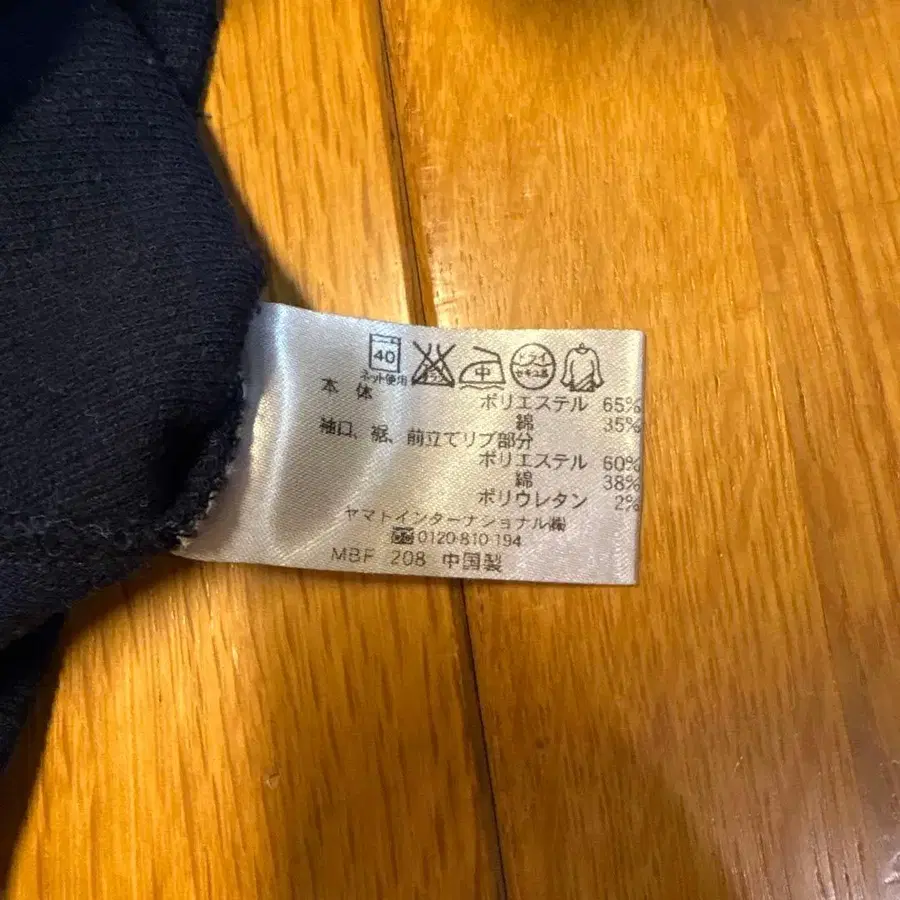 40
ネット使用
中
ドライ
セキユ系
本 体
ポリエステル 65%
綿 35%
袖口、裾、前立てリブ部分
ポリエステル 60%
綿 38%
ポリウレタン 2%
ヤマトインターナショナル㈱
0120-810-194
MBF 208 中国製